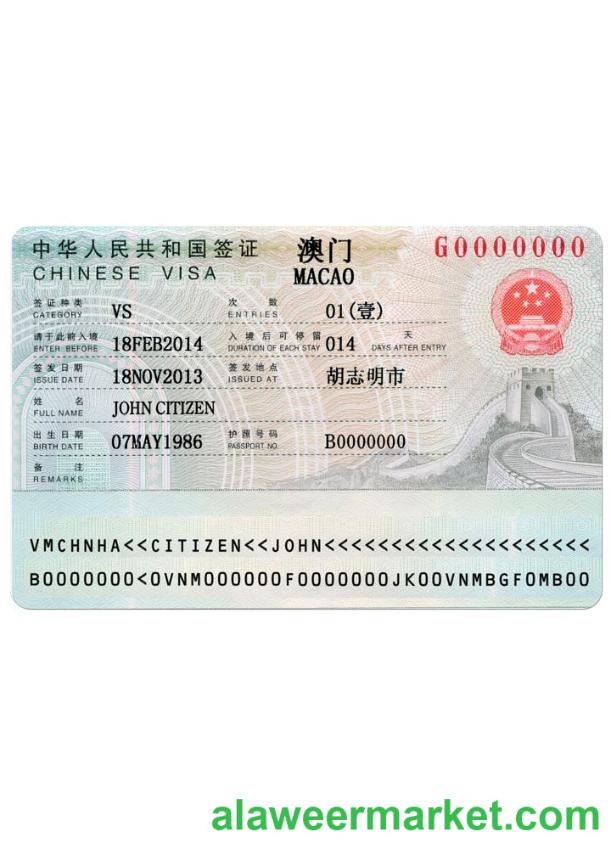 中华人民共和国签证 澳门 G0000000
CHINESE VISA MACAO
签证种类 VS 次数 01(壹)
CATEGORY ENTRIES
请于此前入境 18FEB2014 入境后可停留 014 天
ENTER BEFORE DURATION OF EACH STAY DAYS AFTER ENTRY
签发日期 18NOV2013 签发地点 胡志明市
ISSUE DATE ISSUED AT
姓名 JOHN CITIZEN
FULL NAME
出生日期 07MAY1986 护照号码 B0000000
BIRTH DATE PASSPORT NO
备注
REMARKS
VMCHNHA<<CITIZEN<<JOHN<<<<<<<<<<<<<<<<<<<<<<
B0000000<0VNM000000F0000000JK00VNMBGF0MB00
alaweermarket.com